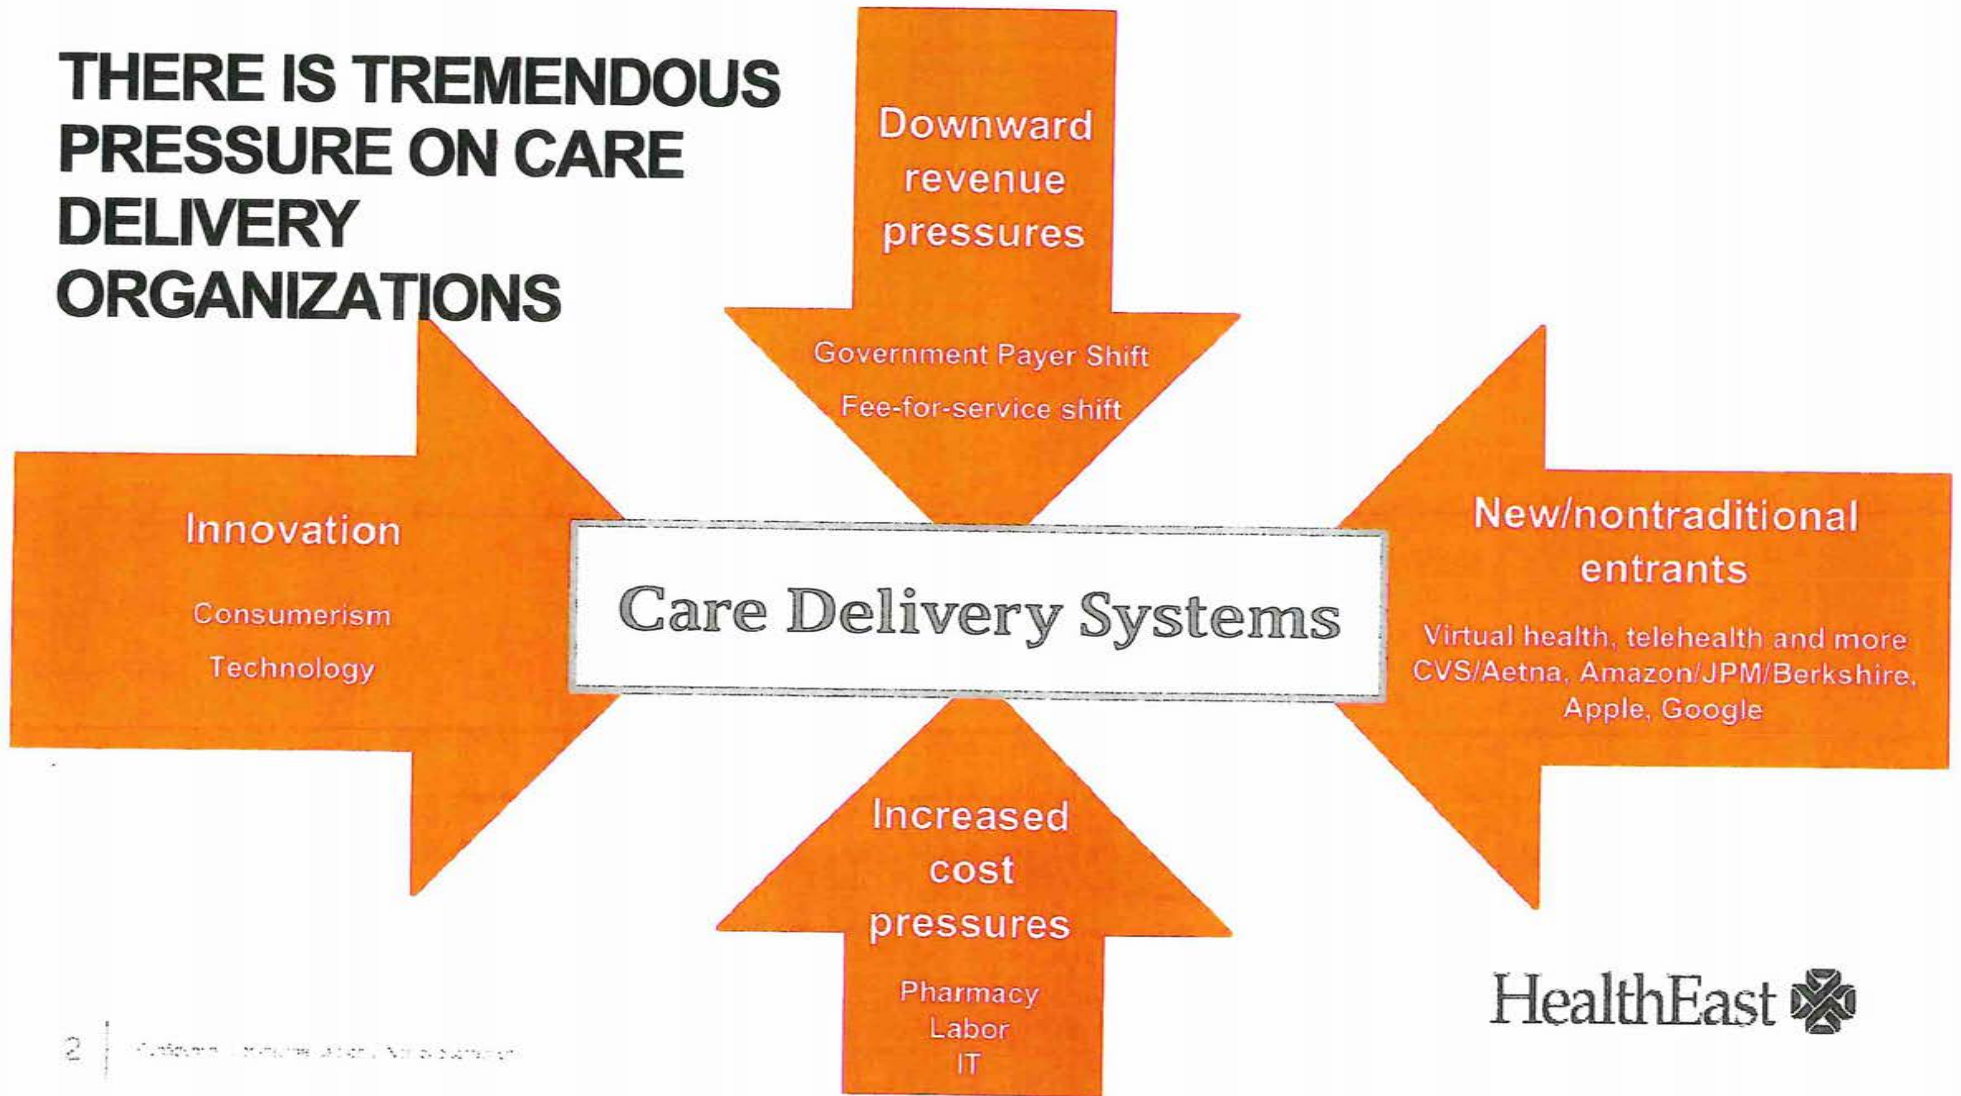 THERE IS TREMENDOUS
PRESSURE ON CARE
DELIVERY
ORGANIZATIONS
Downward
revenue
pressures
Government Payer Shift
Fee-for-service shift
Innovation
Consumerism
Technology
Care Delivery Systems
New/nontraditional
entrants
Virtual health, telehealth and more
CVS/Aetna, Amazon/JPM/Berkshire,
Apple, Google
Increased
cost
pressures
Pharmacy
Labor
IT
HealthEast
2